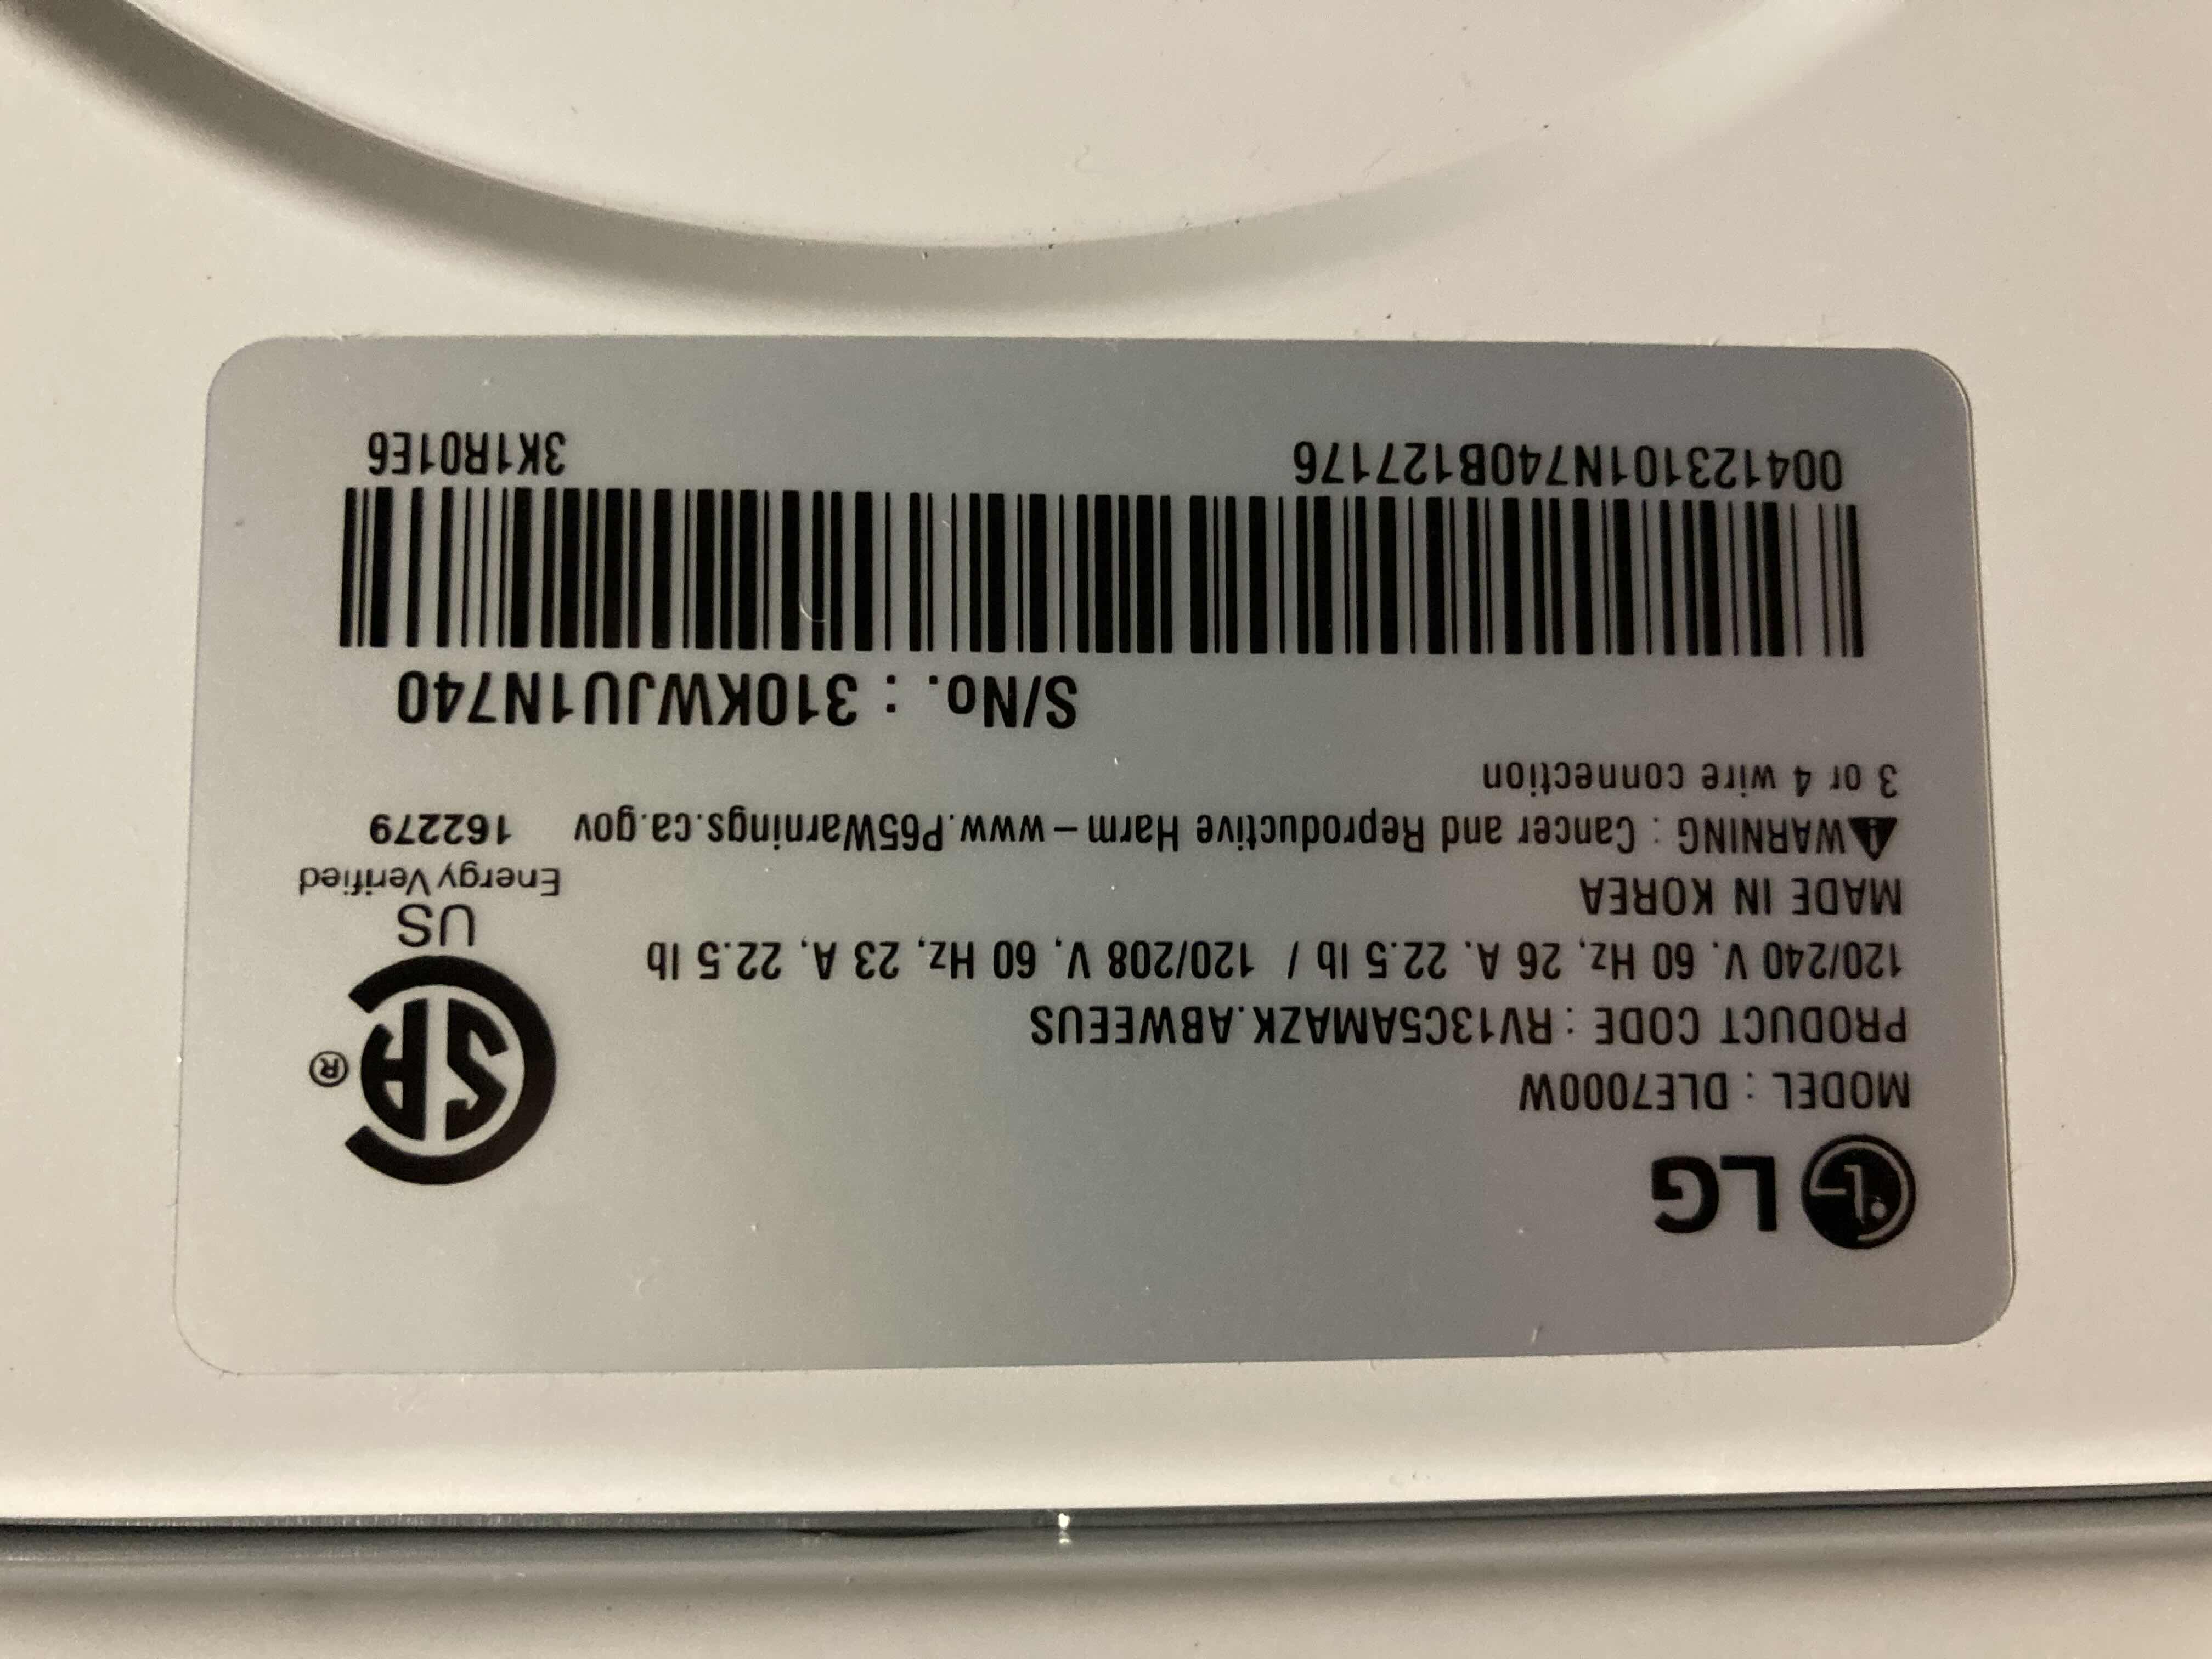 LG
MODEL : DLE7000W
PRODUCT CODE : RV13C5AMAZK.ABWEEUS
120/240 V, 60 Hz, 26 A, 22.5 lb / 120/208 V, 60 Hz, 23 A, 22.5 lb
MADE IN KOREA
WARNING : Cancer and Reproductive Harm – www.P65Warnings.ca.gov
3 or 4 wire connection
SA ®
US
Energy Verified
162279
S/No. : 310KWJU1N740
004123101N740B127176
3K1R01E6